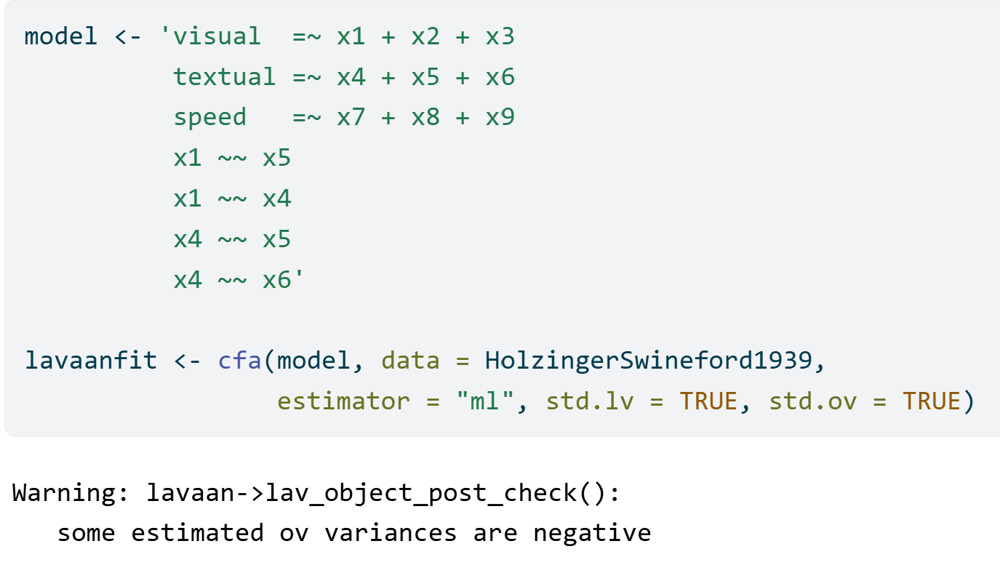 model <- 'visual  =~ x1 + x2 + x3
          textual =~ x4 + x5 + x6
          speed   =~ x7 + x8 + x9
          x1 ~~ x5
          x1 ~~ x4
          x4 ~~ x5
          x4 ~~ x6'
lavaanfit <- cfa(model, data = HolzingerSwineford1939,
                 estimator = "ml", std.lv = TRUE, std.ov = TRUE)
Warning: lavaan->lav_object_post_check():
   some estimated ov variances are negative